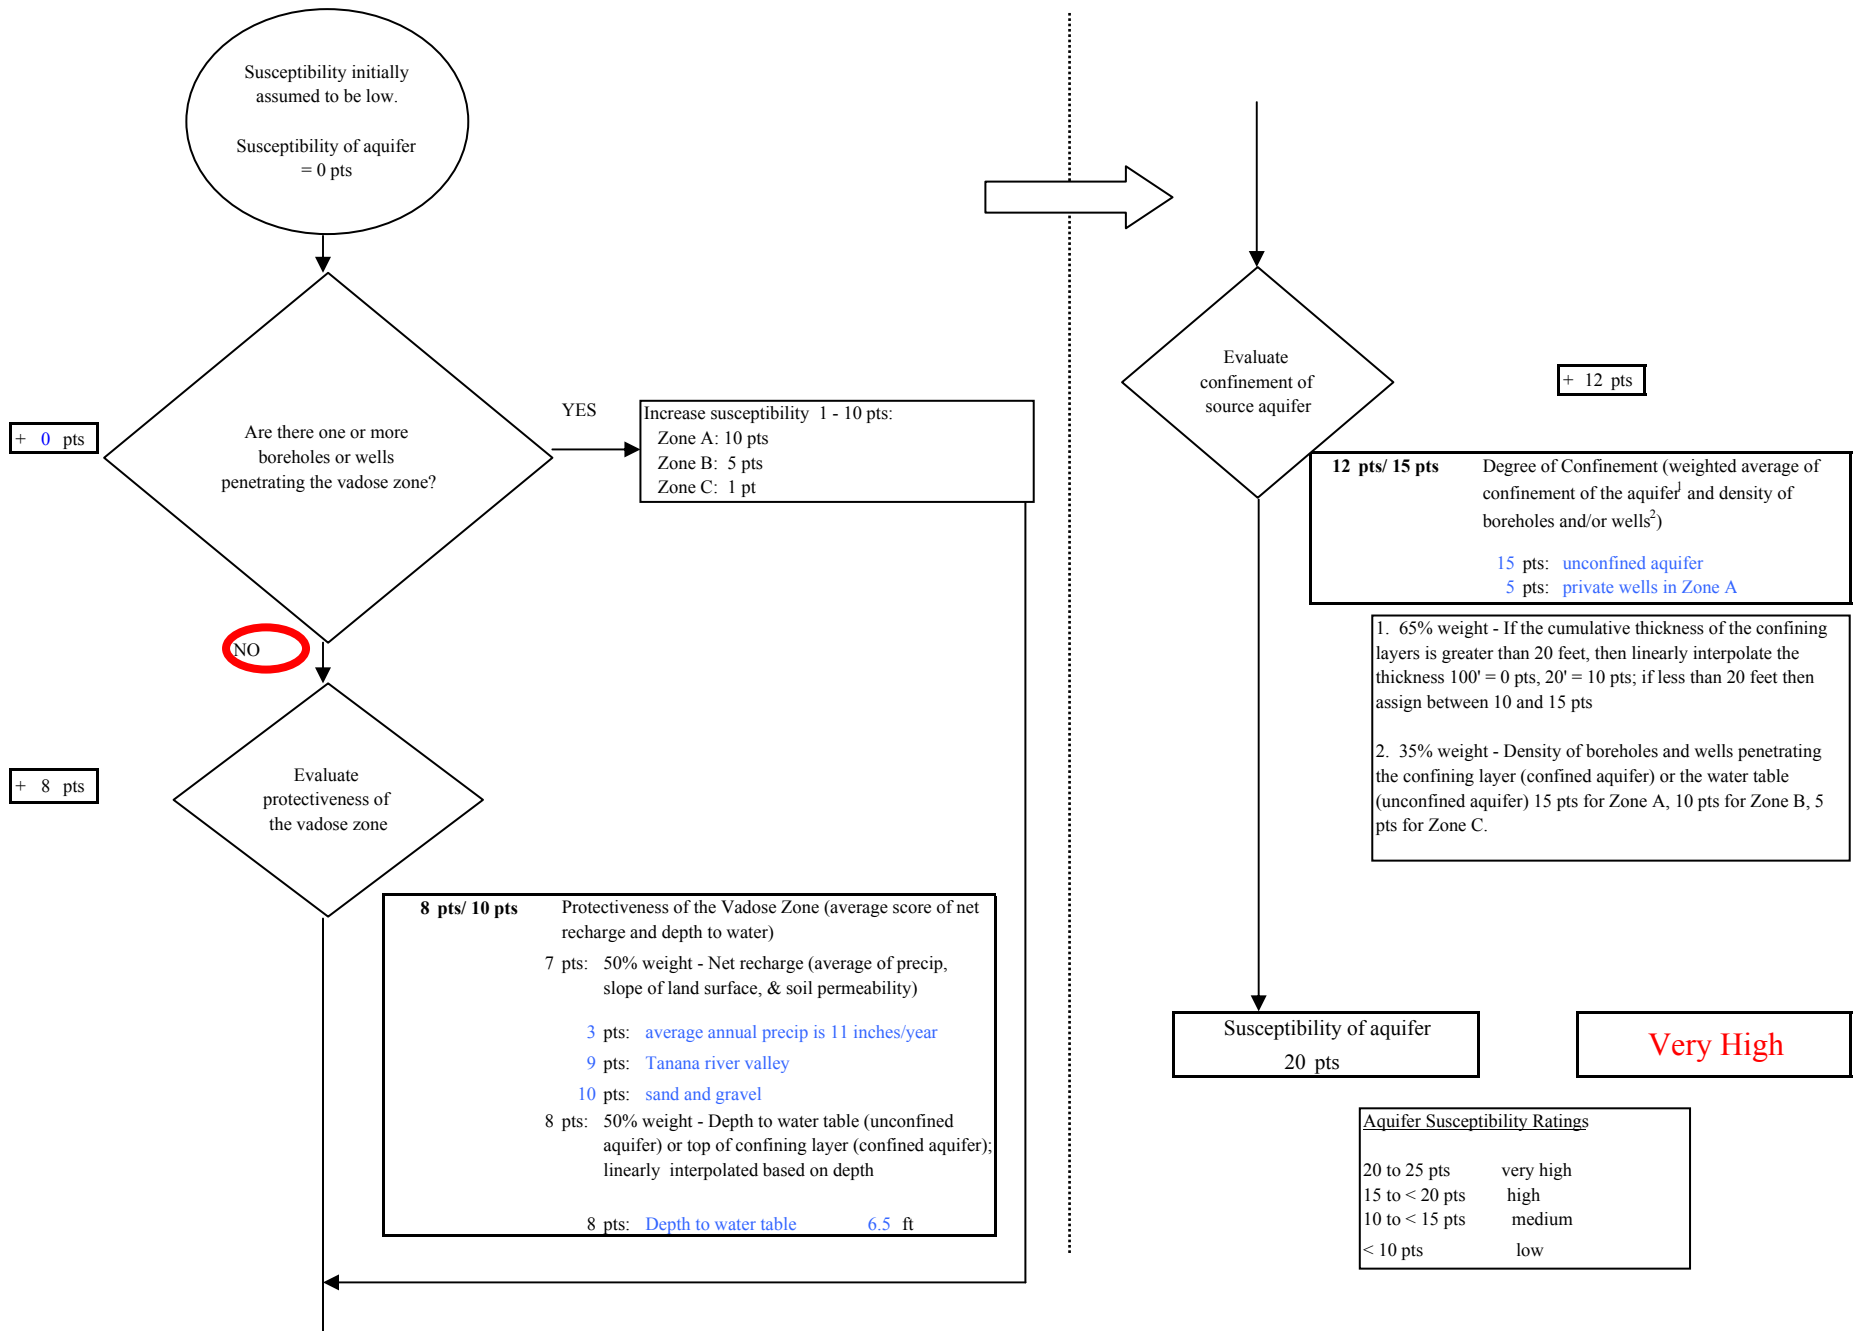 Susceptibility initially
assumed to be low.
Susceptibility of aquifer
= 0 pts
+ 0 pts
Are there one or more
boreholes or wells
penetrating the vadose zone?
YES
Increase susceptibility 1 - 10 pts:
Zone A: 10 pts
Zone B: 5 pts
Zone C: 1 pt
NO
+ 8 pts
Evaluate
protectiveness of
the vadose zone
8 pts/ 10 pts Protectiveness of the Vadose Zone (average score of net
recharge and depth to water)
7 pts: 50% weight - Net recharge (average of precip,
slope of land surface, & soil permeability)
3 pts: average annual precip is 11 inches/year
9 pts: Tanana river valley
10 pts: sand and gravel
8 pts: 50% weight - Depth to water table (unconfined
aquifer) or top of confining layer (confined aquifer);
linearly interpolated based on depth
8 pts: Depth to water table 6.5 ft
Evaluate
confinement of
source aquifer
+ 12 pts
12 pts/ 15 pts Degree of Confinement (weighted average of
confinement of the aquifer1 and density of
boreholes and/or wells2)
15 pts: unconfined aquifer
5 pts: private wells in Zone A
1. 65% weight - If the cumulative thickness of the confining
layers is greater than 20 feet, then linearly interpolate the
thickness 100' = 0 pts, 20' = 10 pts; if less than 20 feet then
assign between 10 and 15 pts
2. 35% weight - Density of boreholes and wells penetrating
the confining layer (confined aquifer) or the water table
(unconfined aquifer) 15 pts for Zone A, 10 pts for Zone B, 5
pts for Zone C.
Susceptibility of aquifer
20 pts
Very High
Aquifer Susceptibility Ratings
20 to 25 pts very high
15 to < 20 pts high
10 to < 15 pts medium
< 10 pts low